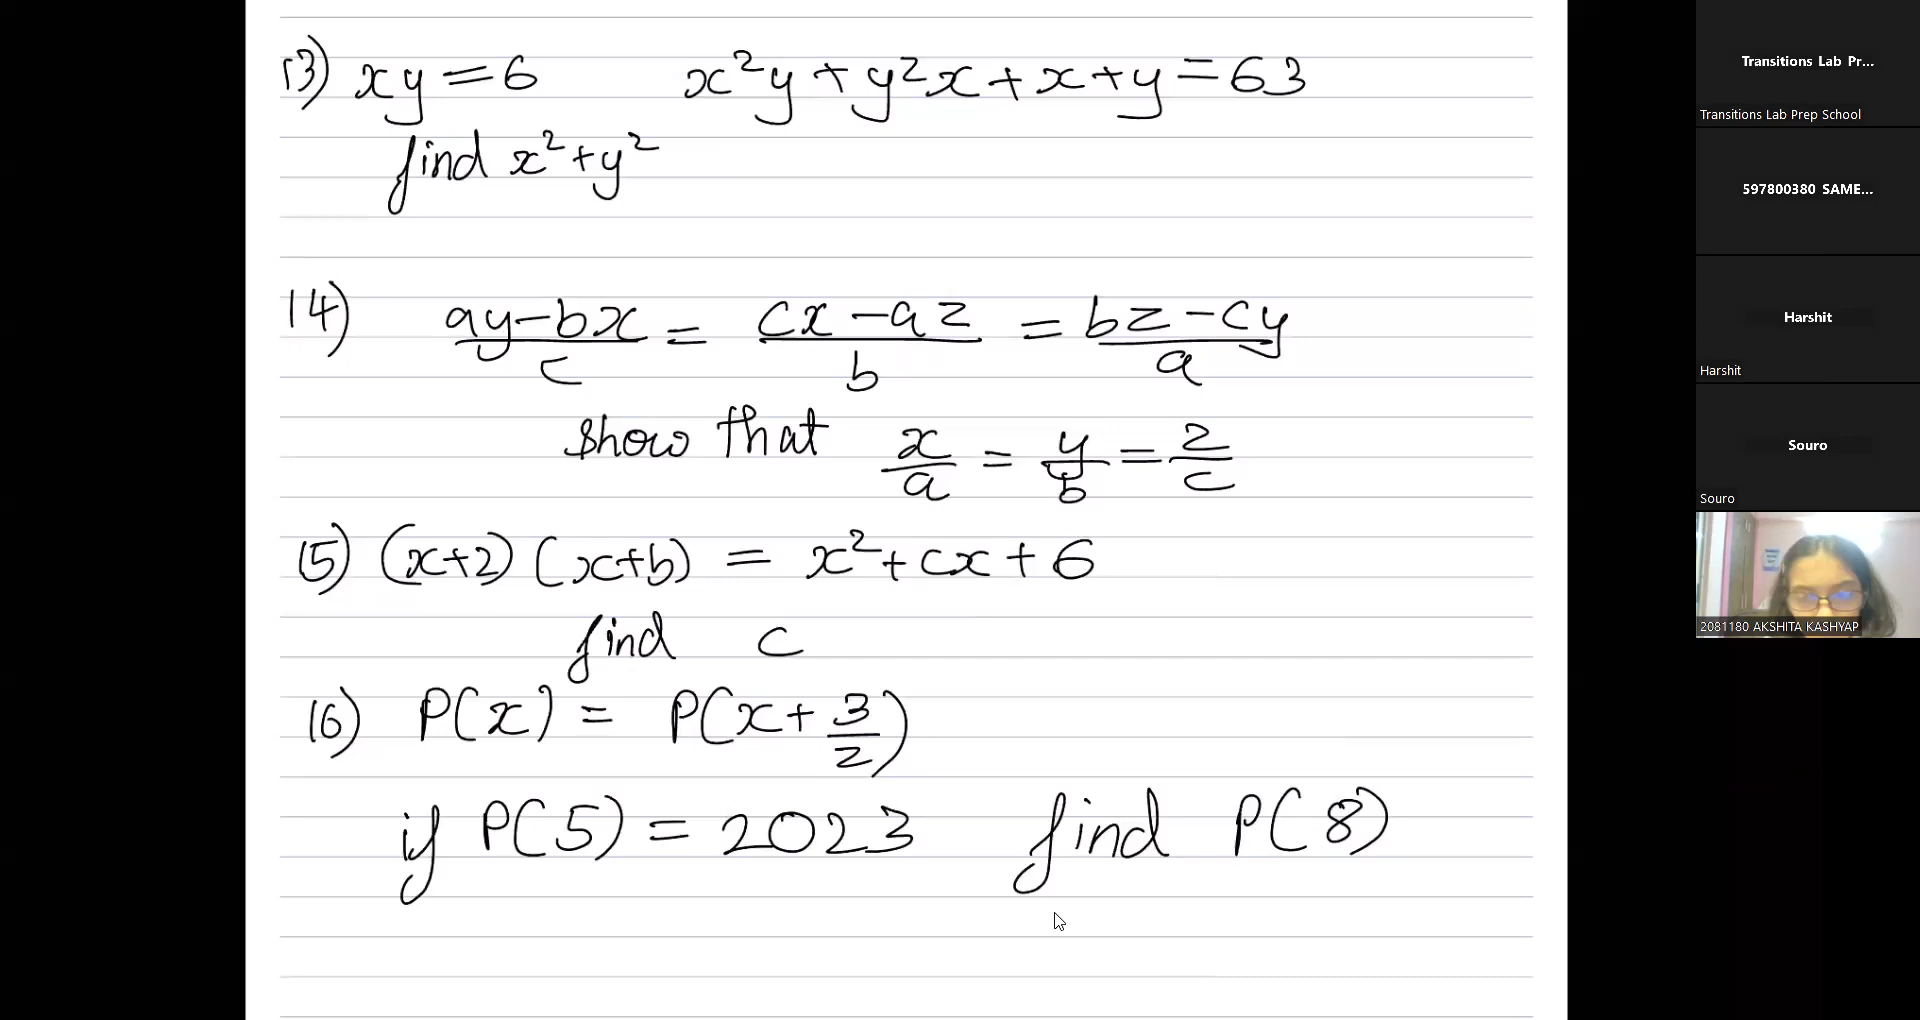 13) xy = 6 x²y + y²x + x + y = 63
find x² + y²
14) (ay - bx)/c = (cx - az)/b = (bz - cy)/a
show that x/a = y/b = z/c
15) (x+2) (x+b) = x² + cx + 6
find c
16) P(x) = P(x + 3/2)
if P(5) = 2023 find P(8)
Transitions Lab Pr...
Transitions Lab Prep School
597800380 SAME...
Harshit
Harshit
Souro
Souro
2081180 AKSHITA KASHYAP